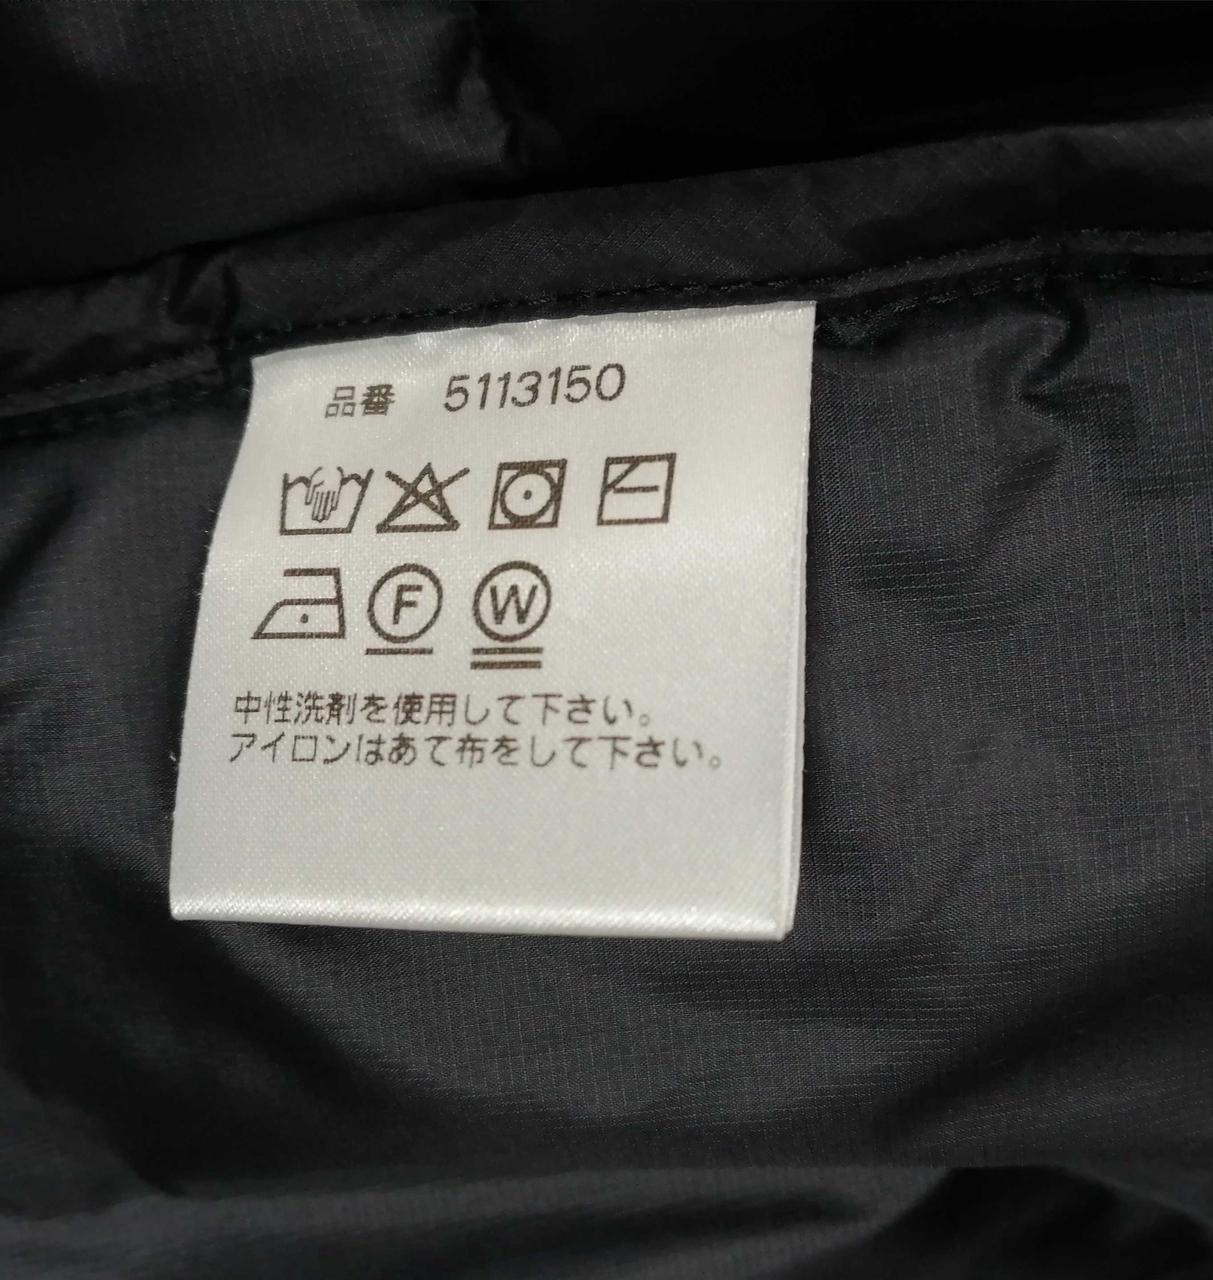 品番 5113150
F W
中性洗剤を使用して下さい。
アイロンはあて布をして下さい。